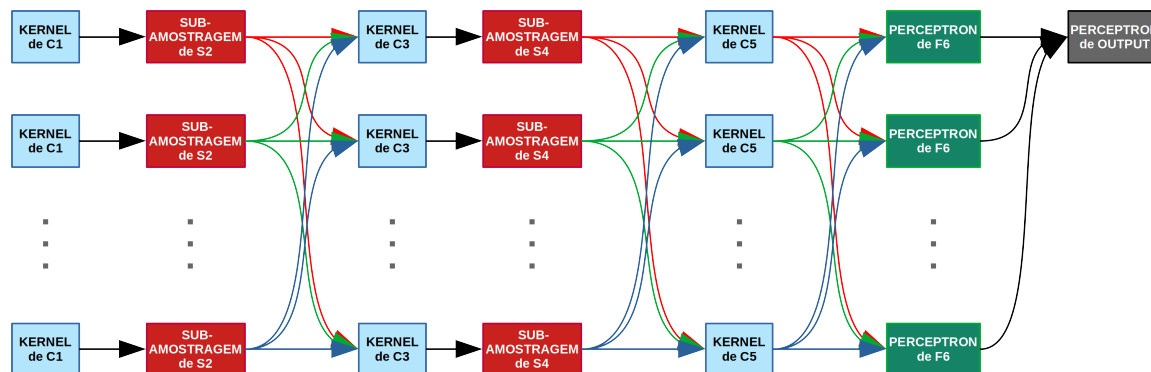 KERNEL
de C1
SUB-
AMOSTRAGEM
de S2
KERNEL
de C3
SUB-
AMOSTRAGEM
de S4
KERNEL
de C5
PERCEPTRON
de F6
PERCEPTRON
de OUTPUT
KERNEL
de C1
SUB-
AMOSTRAGEM
de S2
KERNEL
de C3
SUB-
AMOSTRAGEM
de S4
KERNEL
de C5
PERCEPTRON
de F6
KERNEL
de C1
SUB-
AMOSTRAGEM
de S2
KERNEL
de C3
SUB-
AMOSTRAGEM
de S4
KERNEL
de C5
PERCEPTRON
de F6